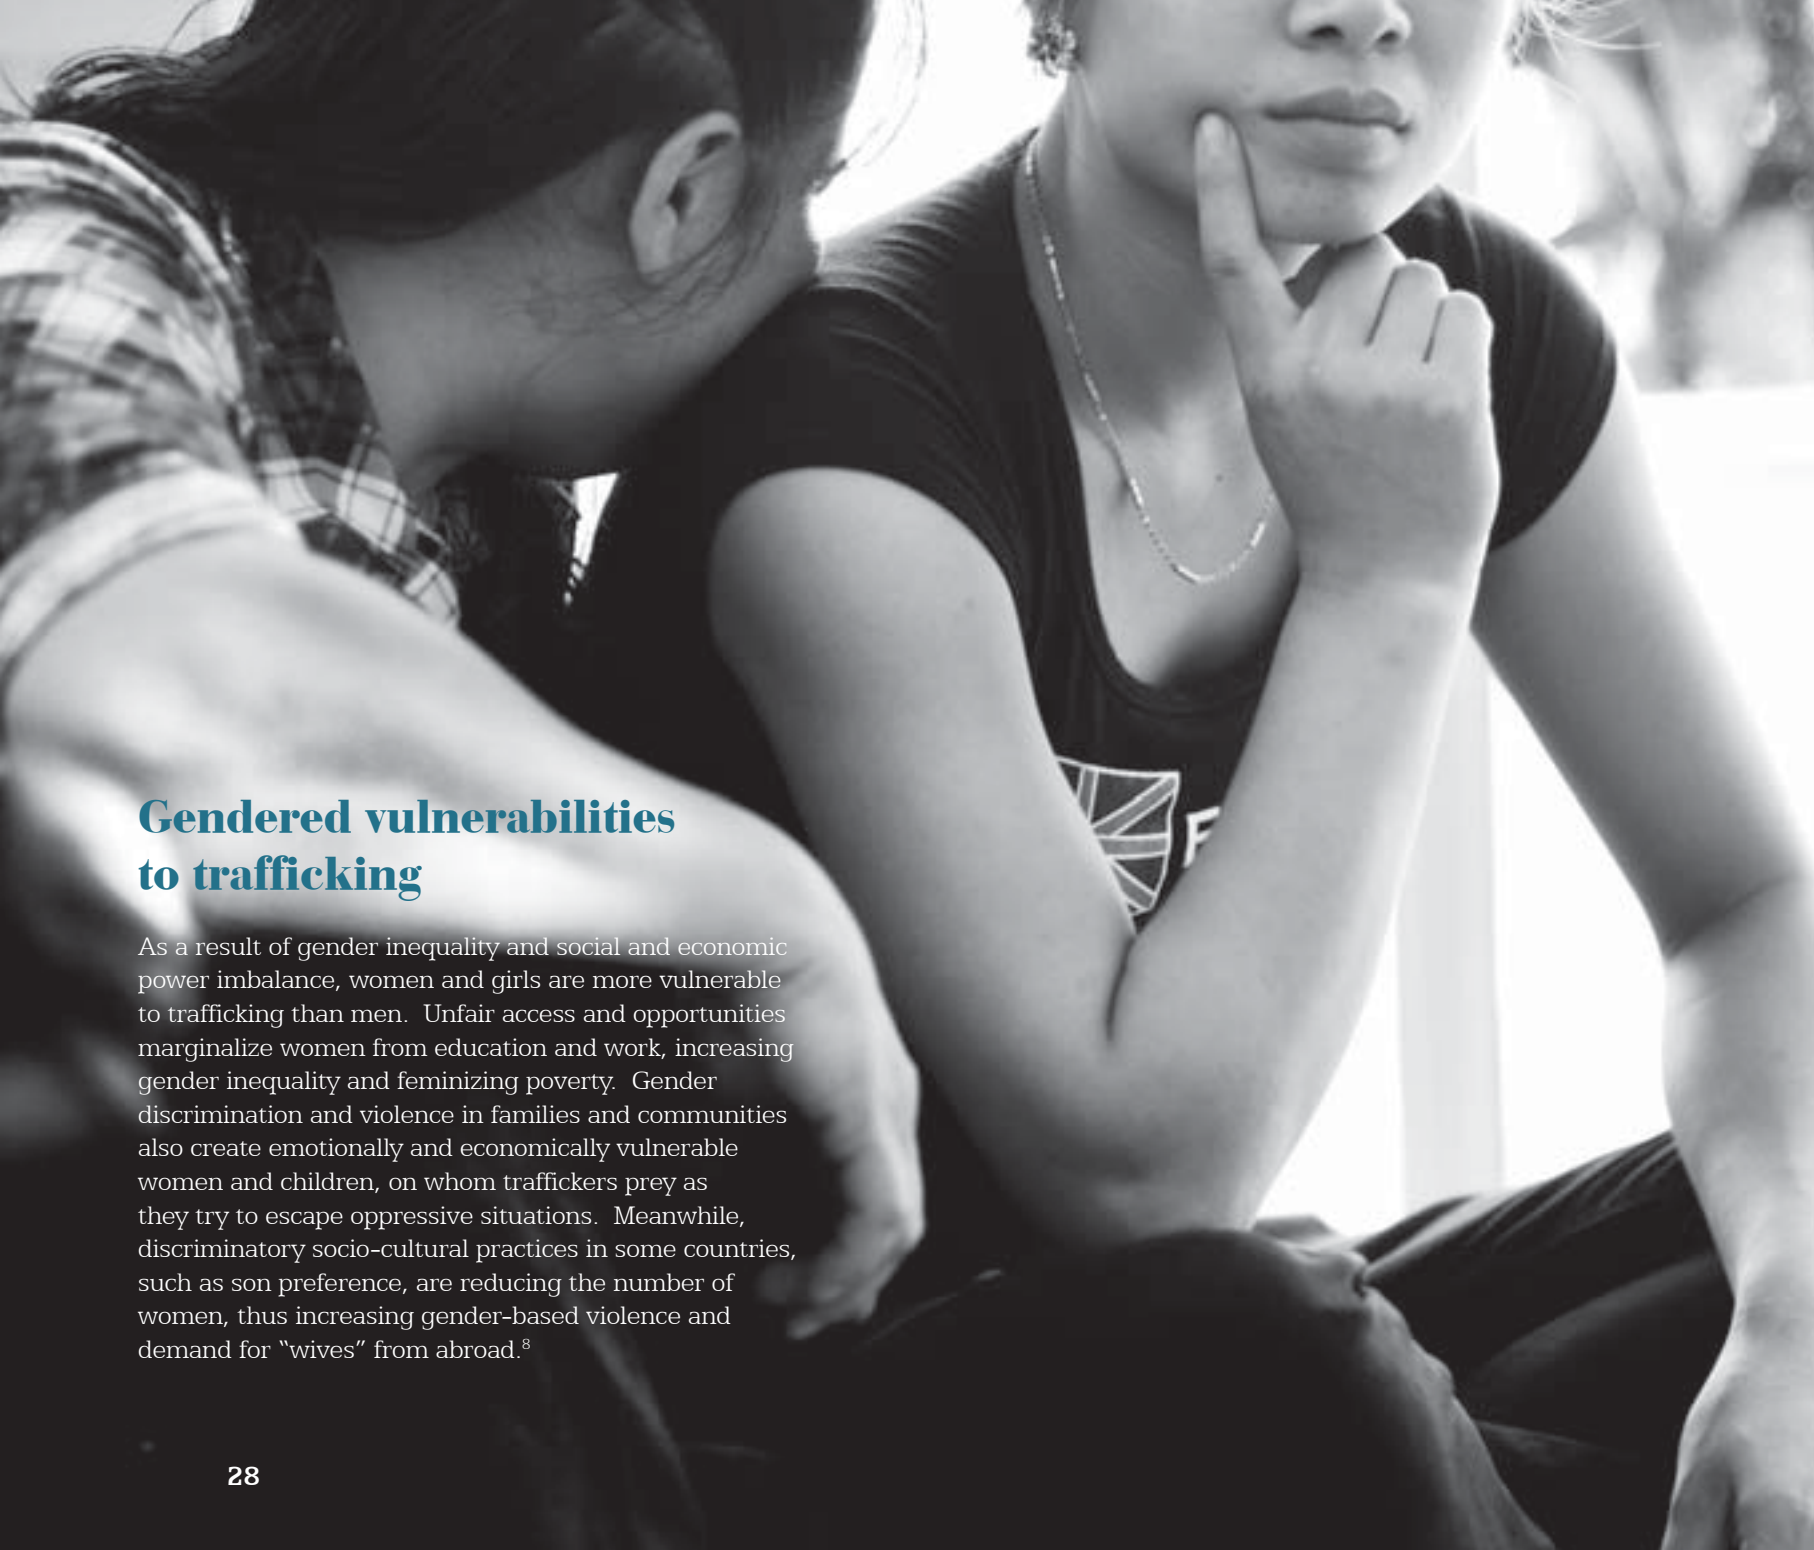 F
Gendered vulnerabilities
to trafficking
As a result of gender inequality and social and economic
power imbalance, women and girls are more vulnerable
to trafficking than men.  Unfair access and opportunities
marginalize women from education and work, increasing
gender inequality and feminizing poverty.  Gender
discrimination and violence in families and communities
also create emotionally and economically vulnerable
women and children, on whom traffickers prey as
they try to escape oppressive situations.  Meanwhile,
discriminatory socio-cultural practices in some countries,
such as son preference, are reducing the number of
women, thus increasing gender-based violence and
demand for “wives” from abroad.⁸
28